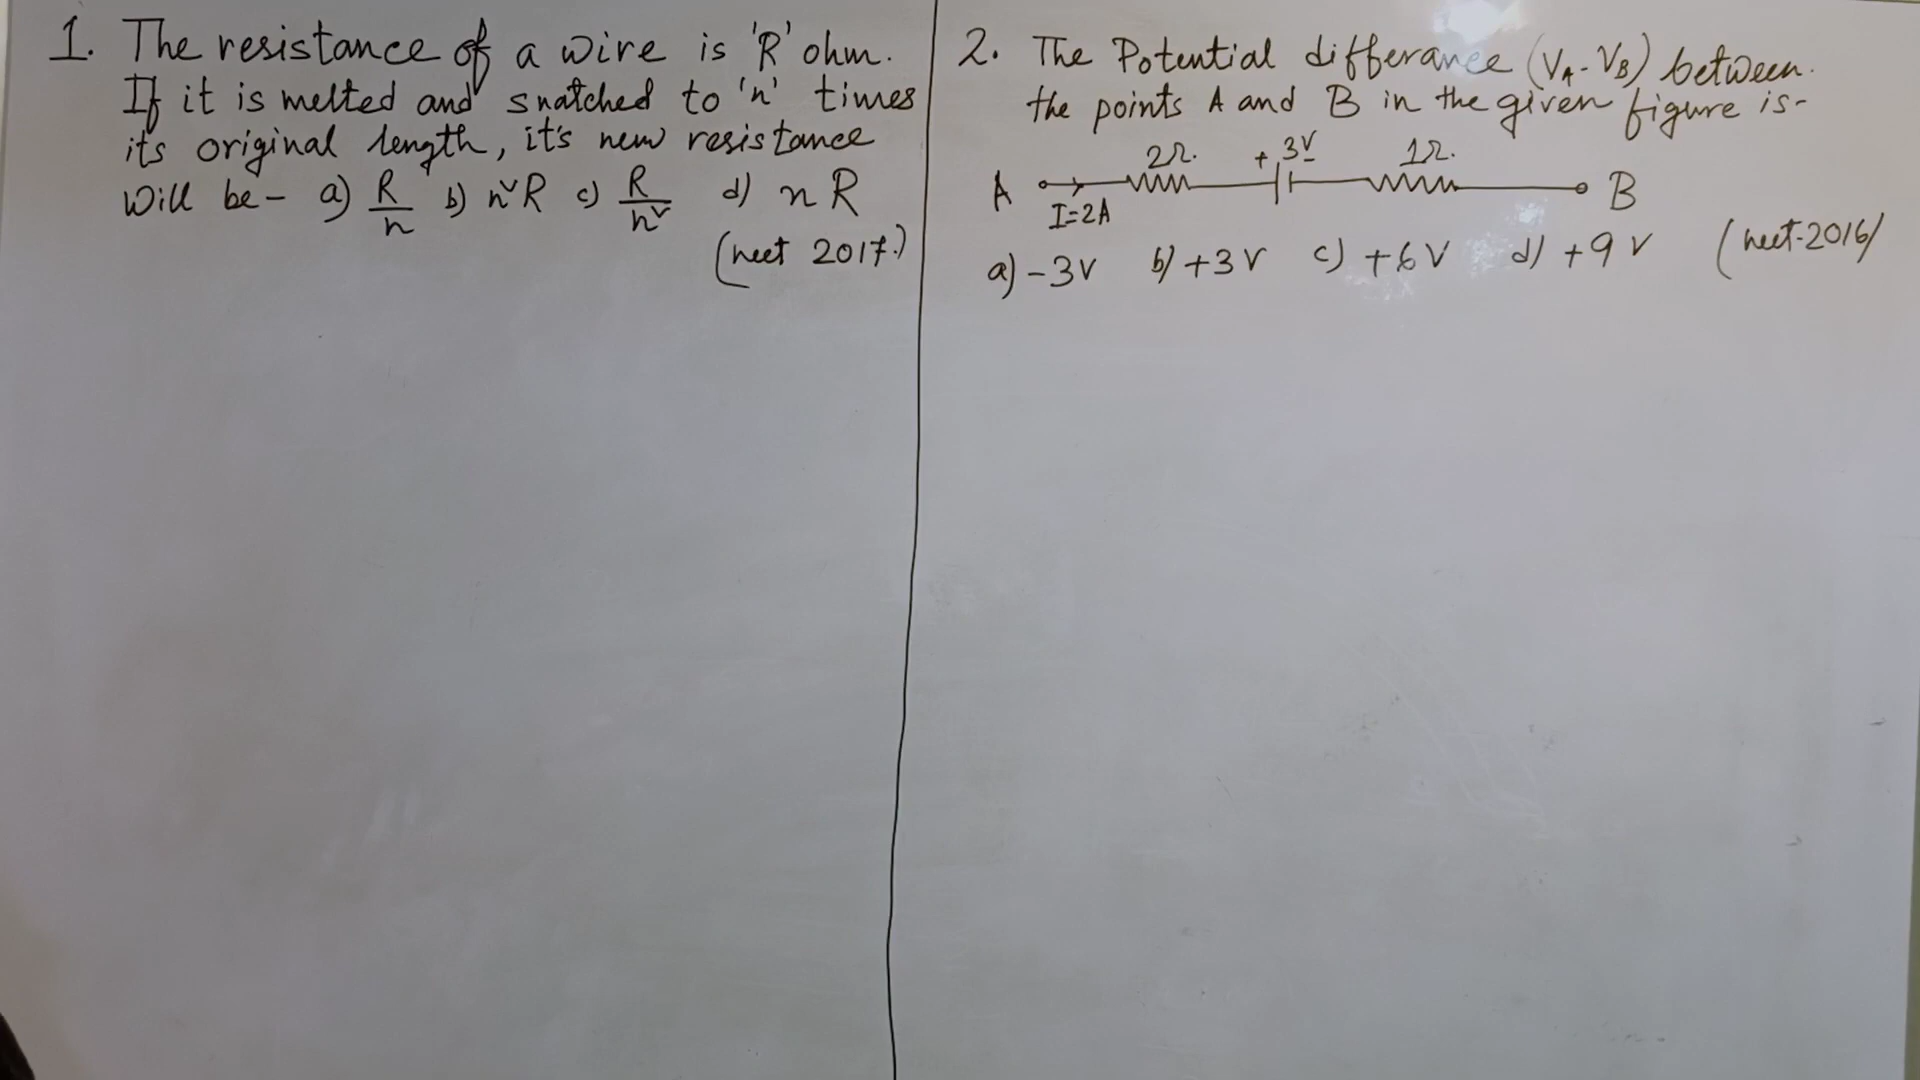 1. The resistance of a wire is 'R' ohm.
If it is melted and snatched to 'n' times
its original length, it's new resistance
Will be- a) R/n b) n²R c) R/n² d) nR
(neet 2017.)
2. The Potential differance (VA-VB) between.
the points A and B in the given figure is-
2Ω. + 3V - 1Ω.
A B
I=2A
a) -3V b) +3V c) +6V d) +9V (neet-2016)